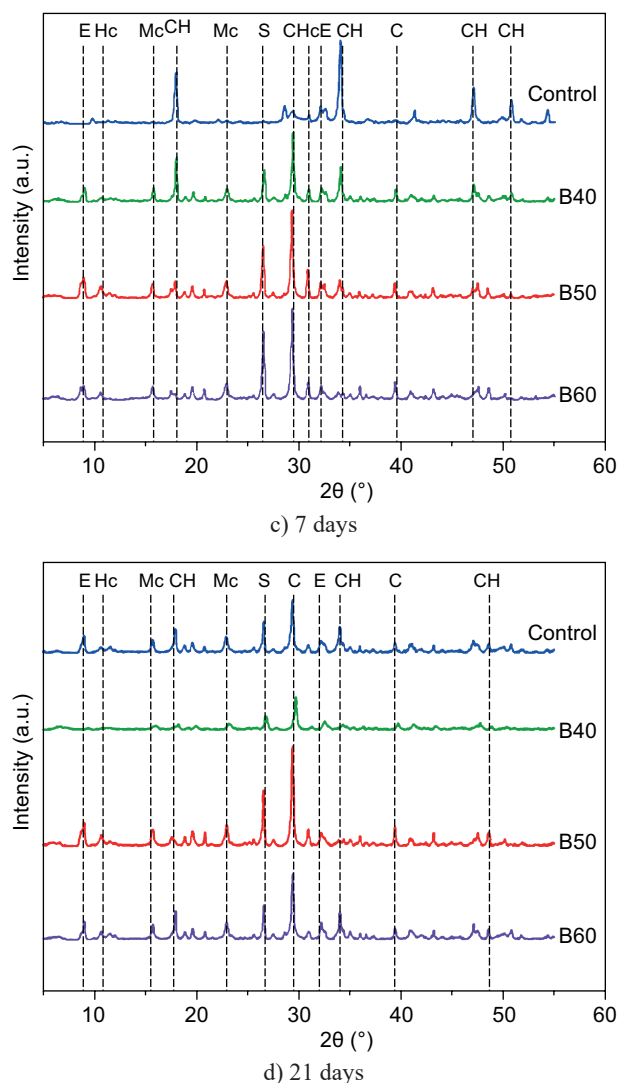 E Hc Mc CH Mc S CHcE CH C CH CH
Control
B40
B50
B60
Intensity (a.u.)
10 20 30 40 50 60
2θ (°)
c) 7 days
E Hc Mc CH Mc S C E CH C CH
Control
B40
B50
B60
Intensity (a.u.)
10 20 30 40 50 60
2θ (°)
d) 21 days